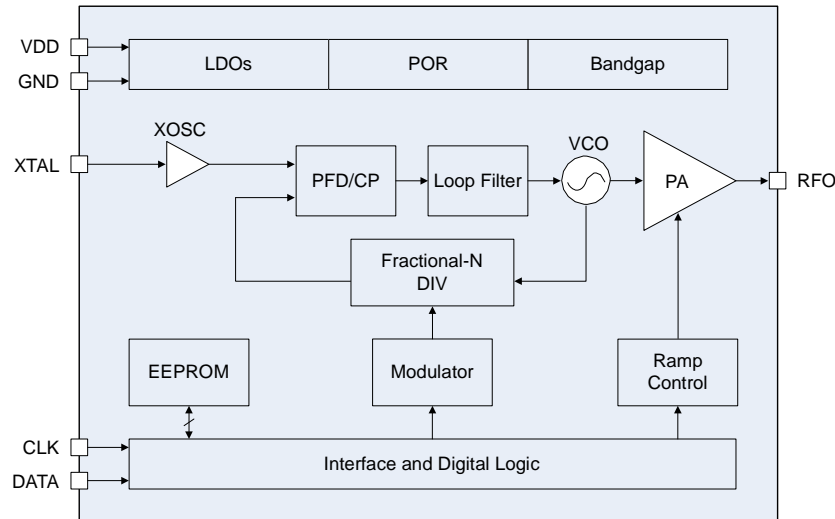 VDD
LDOs
POR
Bandgap
GND
XOSC
XTAL
VCO
PFD/CP
Loop Filter
PA
RFO
Fractional-N
DIV
EEPROM
Modulator
Ramp
Control
CLK
Interface and Digital Logic
DATA